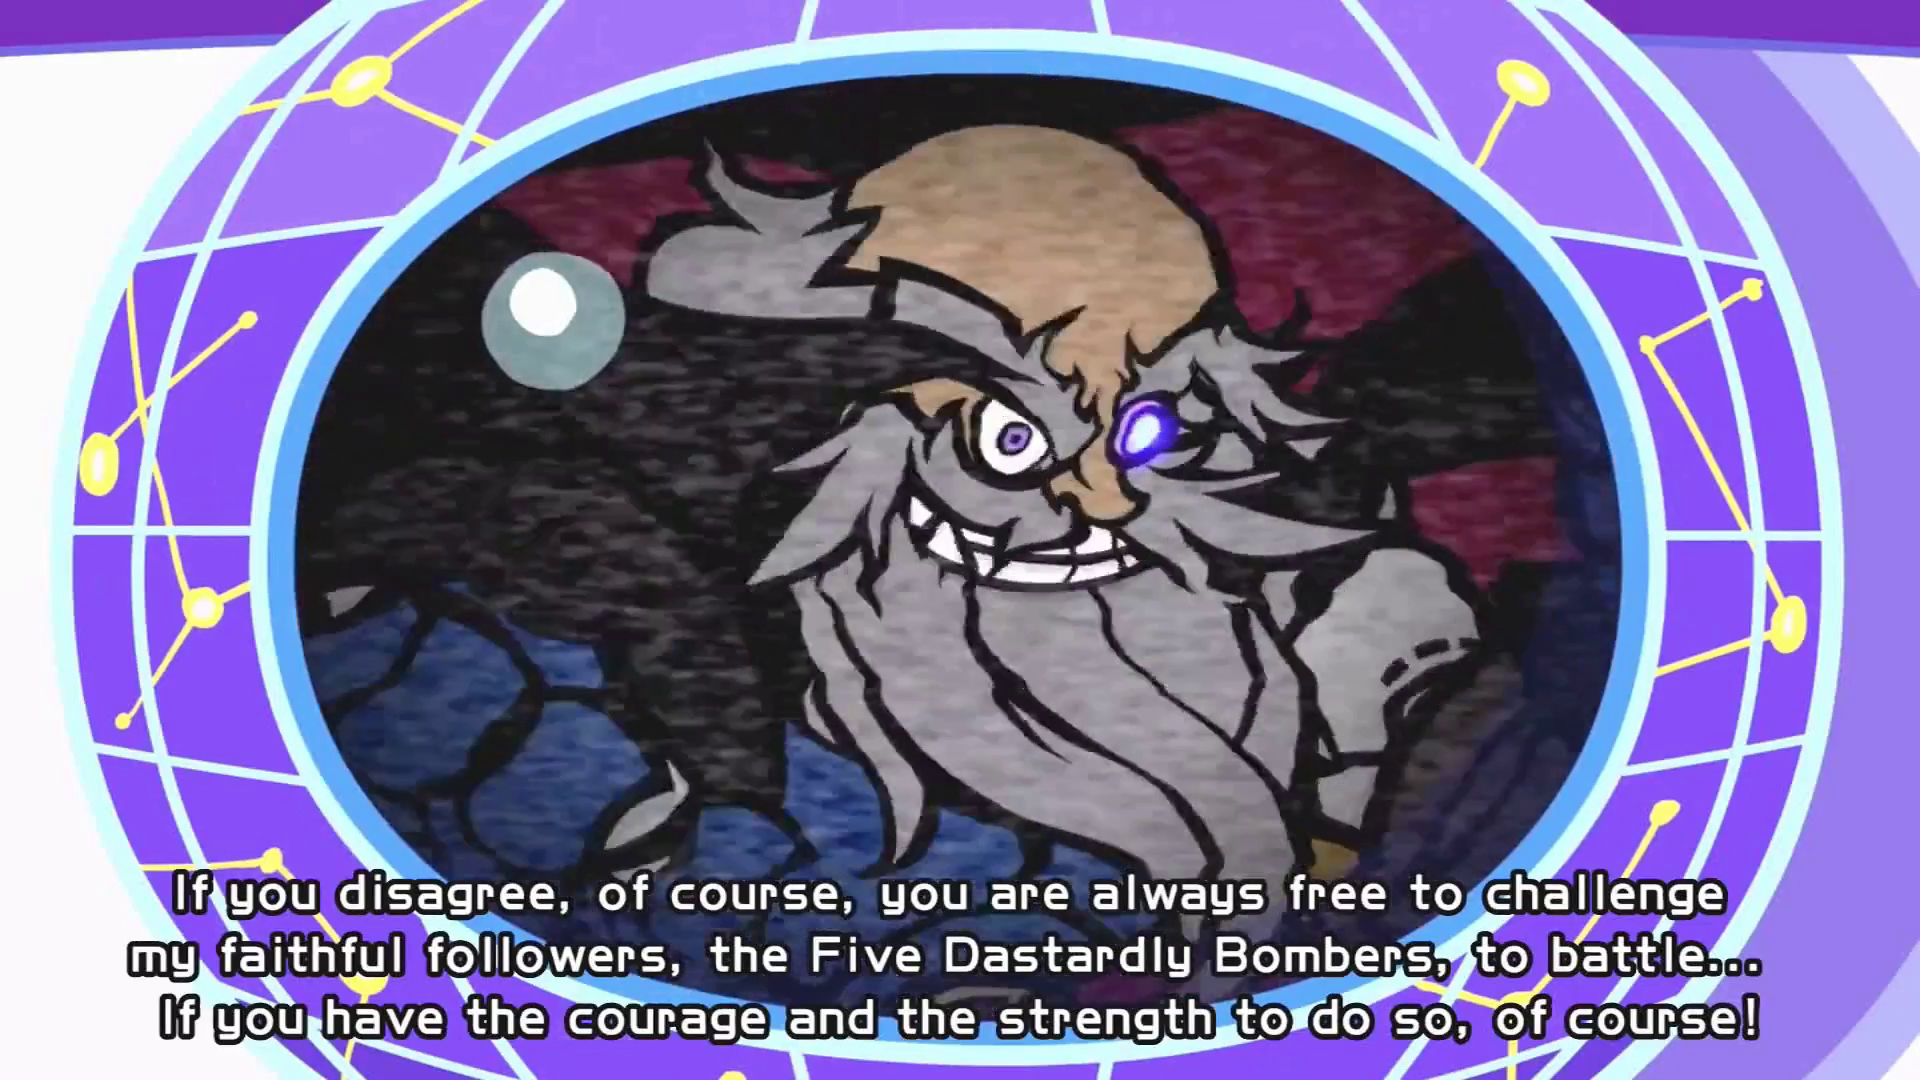 If you disagree, of course, you are always free to challenge
my faithful followers, the Five Dastardly Bombers, to battle...
If you have the courage and the strength to do so, of course!